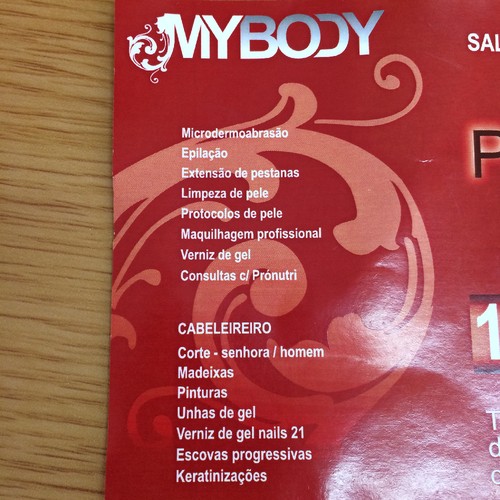 MYBODY
Microdermoabrasão
Epilação
Extensão de pestanas
Limpeza de pele
Protocolos de pele
Maquilhagem profissional
Verniz de gel
Consultas c/ Prónutri
CABELEIREIRO
Corte - senhora / homem
Madeixas
Pinturas
Unhas de gel
Verniz de gel nails 21
Escovas progressivas
Keratinizações